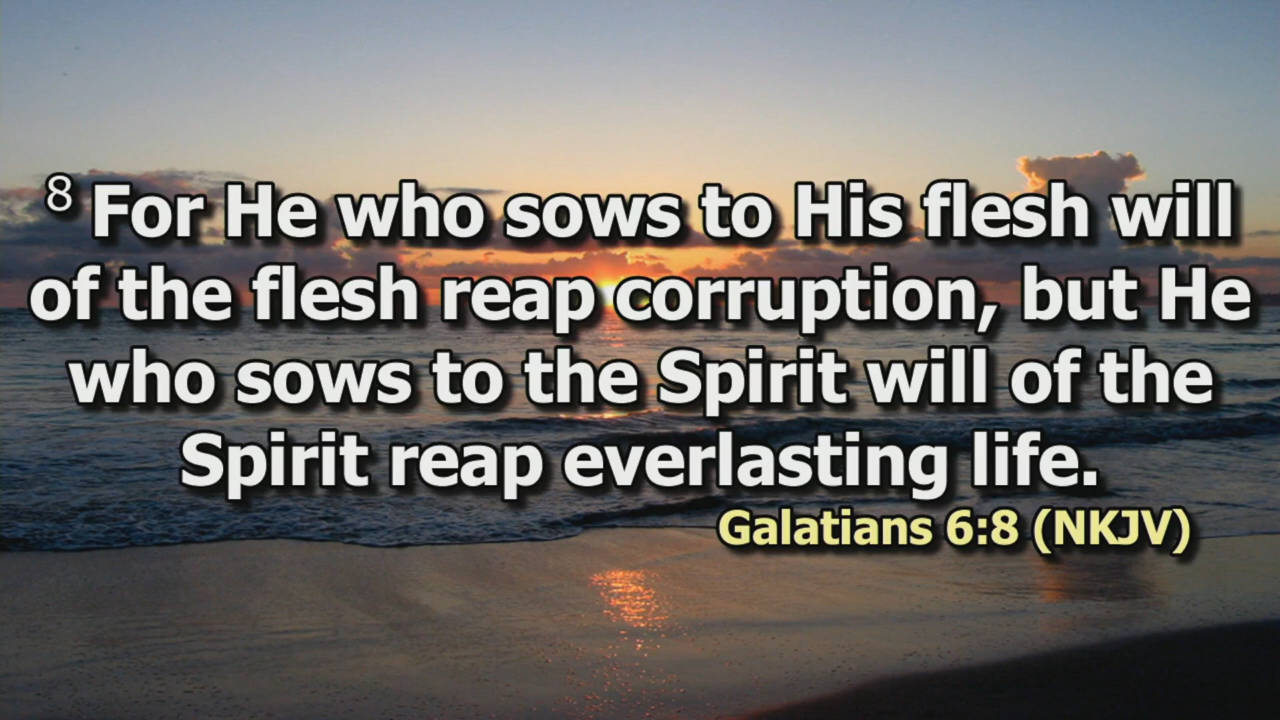 8 For He who sows to His flesh will
of the flesh reap corruption, but He
who sows to the Spirit will of the
Spirit reap everlasting life.
Galatians 6:8 (NKJV)